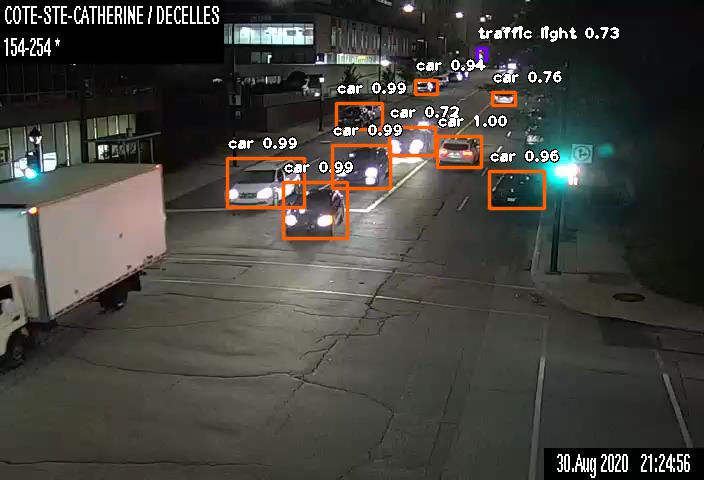 COTE-STE-CATHERINE / DECELLES
154-254 *
traffic light 0.73
car 0.94
car 0.76
car 0.99
car 0.72
car 0.99
car 1.00
car 0.99
car 0.99
car 0.96
30.Aug 2020 21:24:56